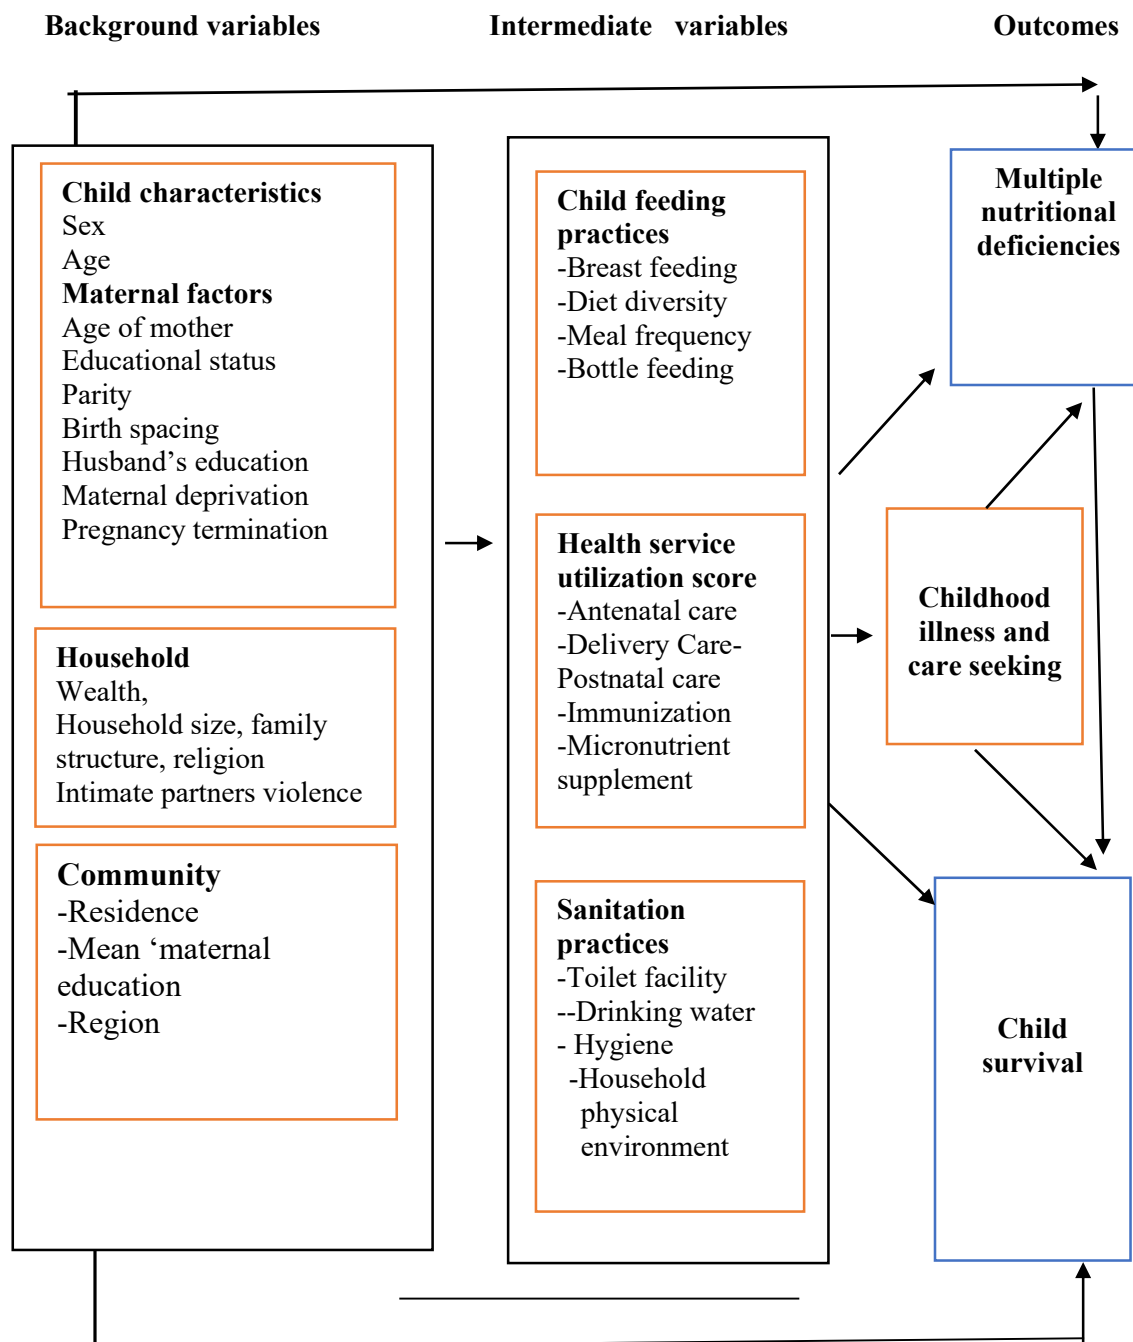 Background variables
Intermediate variables
Outcomes
Child characteristics
Sex
Age
Maternal factors
Age of mother
Educational status
Parity
Birth spacing
Husband’s education
Maternal deprivation
Pregnancy termination
Household
Wealth,
Household size, family
structure, religion
Intimate partners violence
Community
-Residence
-Mean ‘maternal
education
-Region
Child feeding
practices
-Breast feeding
-Diet diversity
-Meal frequency
-Bottle feeding
Health service
utilization score
-Antenatal care
-Delivery Care-
Postnatal care
-Immunization
-Micronutrient
supplement
Sanitation
practices
-Toilet facility
--Drinking water
- Hygiene
-Household
physical
environment
Multiple
nutritional
deficiencies
Childhood
illness and
care seeking
Child
survival